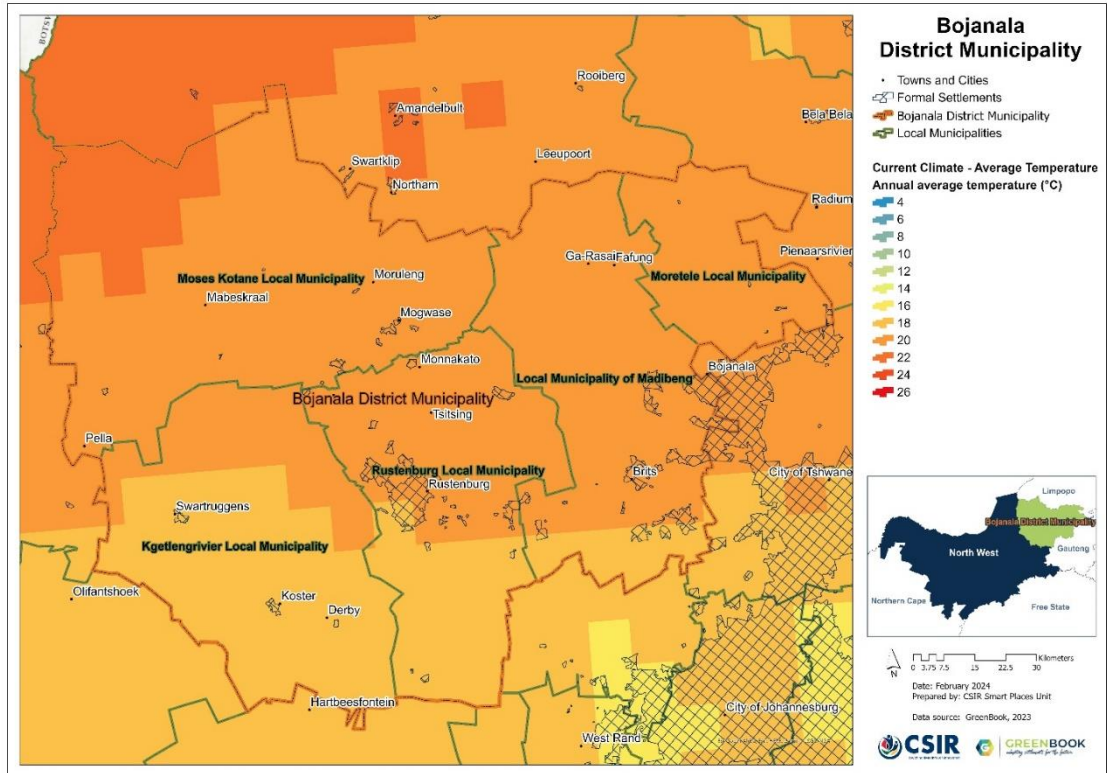 Bojanala
District Municipality
Towns and Cities
Formal Settlements
Bojanala District Municipality
Local Municipalities
Current Climate - Average Temperature
Annual average temperature (°C)
4
6
8
10
12
14
16
18
20
22
24
26
BOTSW
Rooiberg
Amandelbult
Bela Bela
Swartklip
Leeupoort
Northam
Radium
Ga-Rasai
Fafung
Pienaarsrivier
Moses Kotane Local Municipality
Moruleng
Moretele Local Municipality
Mabeskraal
Mogwase
Monnakato
Bojanala
Local Municipality of Madibeng
Bojanala District Municipality
Tsitsing
Pella
Rustenburg Local Municipality
Brits
City of Tshwane
Rustenburg
Swartruggens
Kgetlengrivier Local Municipality
Olifantshoek
Koster
Derby
Hartbeesfontein
City of Johannesburg
West Rand
Limpopo
Bojanala District Municipality
North West
Gauteng
Northern Cape
Free State
N
Kilometers
0 3.75 7.5 15 22.5 30
Date: February 2024
Prepared by: CSIR Smart Places Unit
Data source: GreenBook, 2023
CSIR
GREENBOOK
adapting settlements for the future